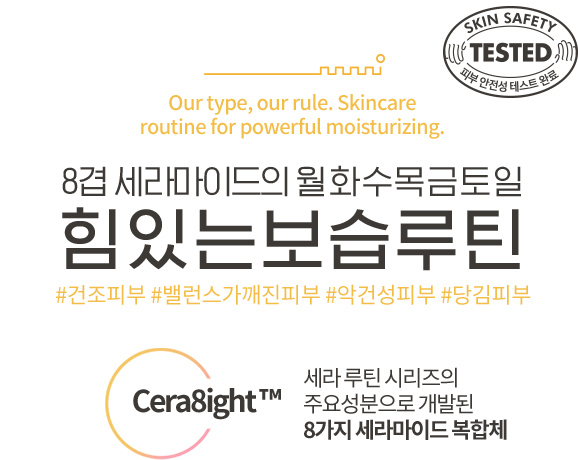 SKIN SAFETY
TESTED
피부 안전성 테스트 완료
Our type, our rule. Skincare
routine for powerful moisturizing.
8겹 세라마이드의 월화수목금토일
힘있는보습루틴
#건조피부 #밸런스가깨진피부 #악건성피부 #당김피부
Cera8ight™
세라 루틴 시리즈의
주요성분으로 개발된
8가지 세라마이드 복합체